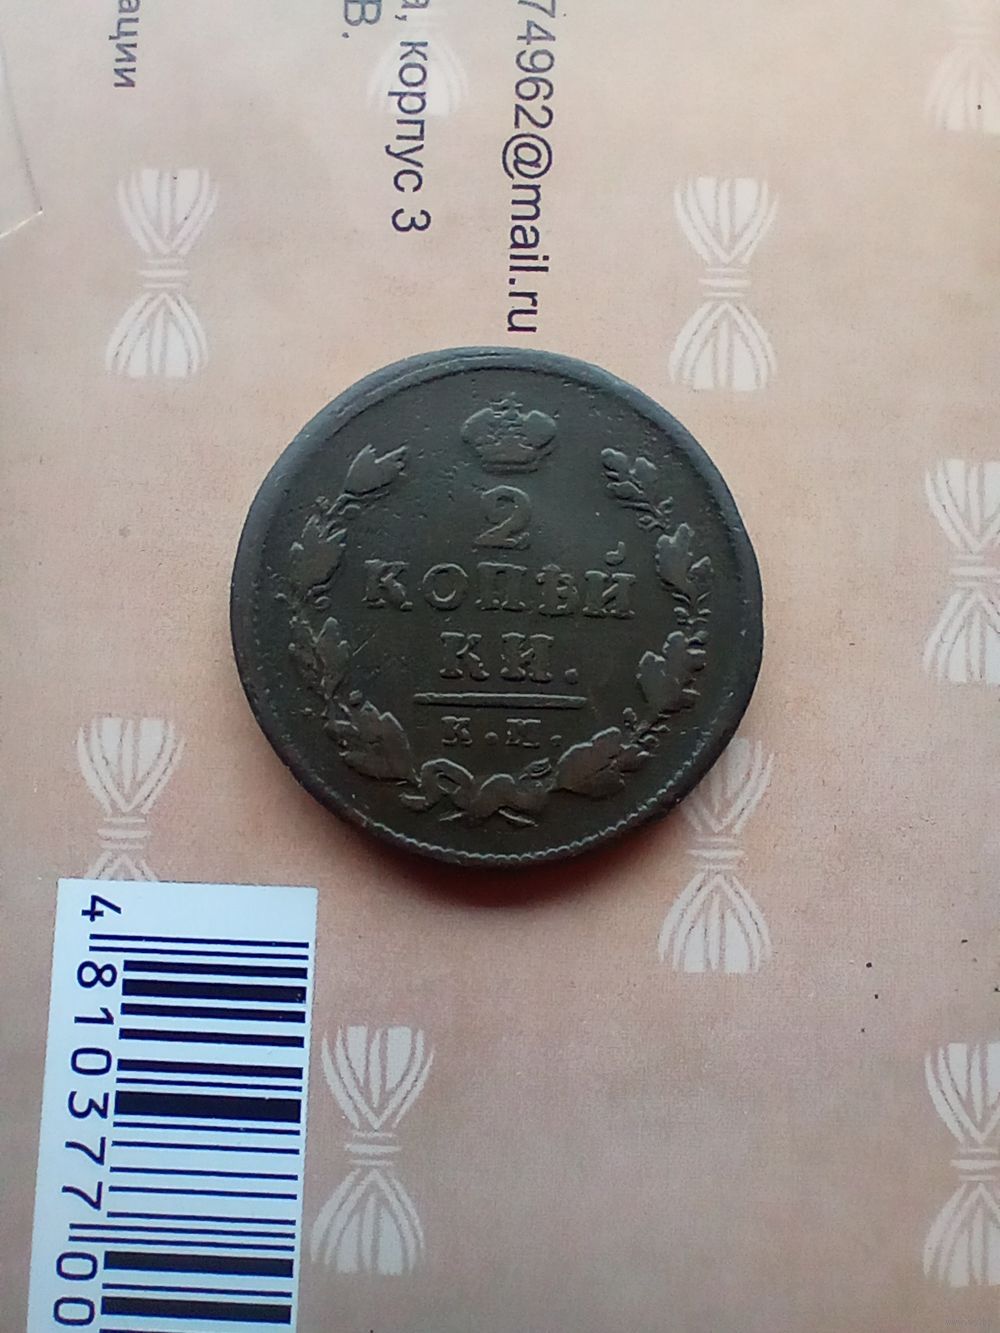 ации
В.
, корпус 3
74962@mail.ru
2
КОПѢЙ
КИ.
К.М.
4 810377 00